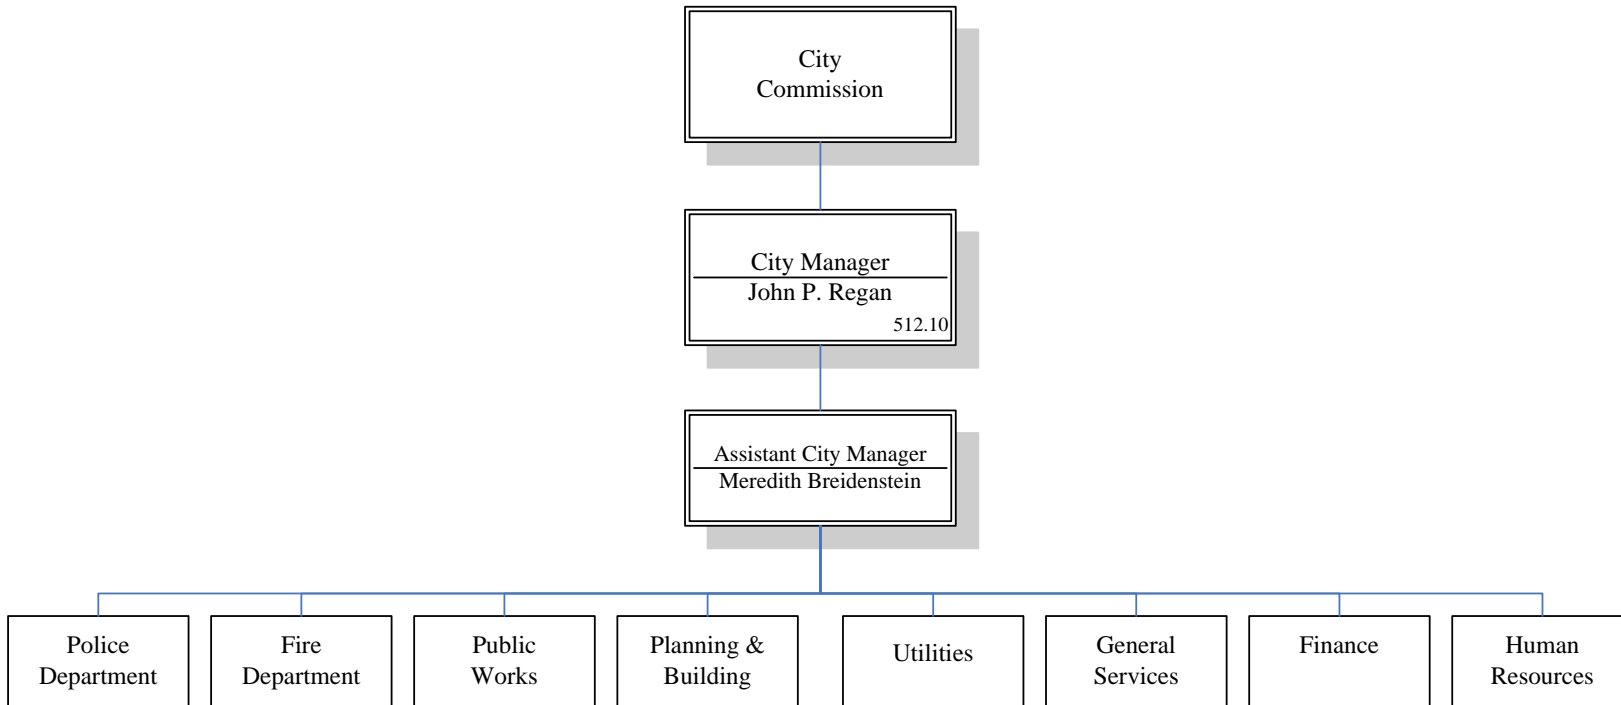 City
Commission
City Manager
John P. Regan
512.10
Assistant City Manager
Meredith Breidenstein
Police
Department
Fire
Department
Public
Works
Planning &
Building
Utilities
General
Services
Finance
Human
Resources